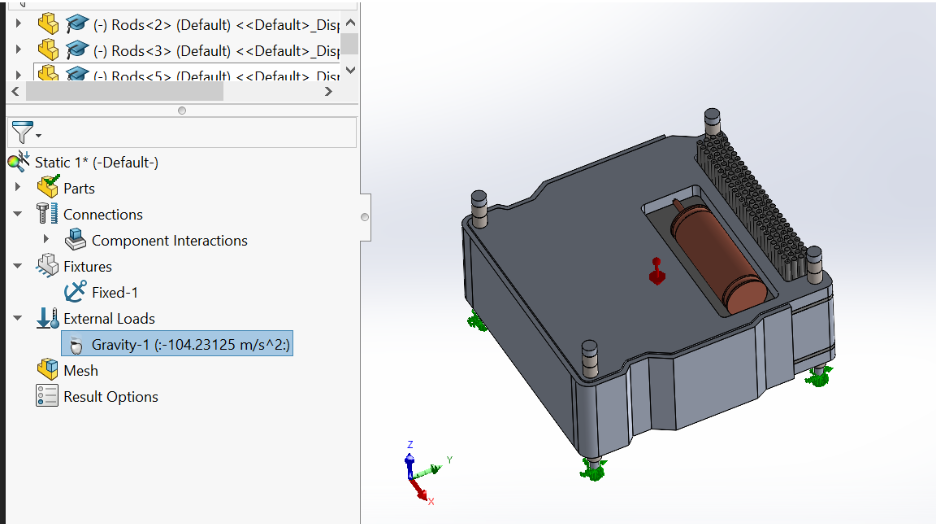 (-) Rods<2> (Default) <<Default>_Disp
(-) Rods<3> (Default) <<Default>_Disp
(-) Rods<5> (Default) <<Default>_Disp
Static 1* (-Default-)
Parts
Connections
Component Interactions
Fixtures
Fixed-1
External Loads
Gravity-1 (:-104.23125 m/s^2:)
Mesh
Result Options
Z
Y
X